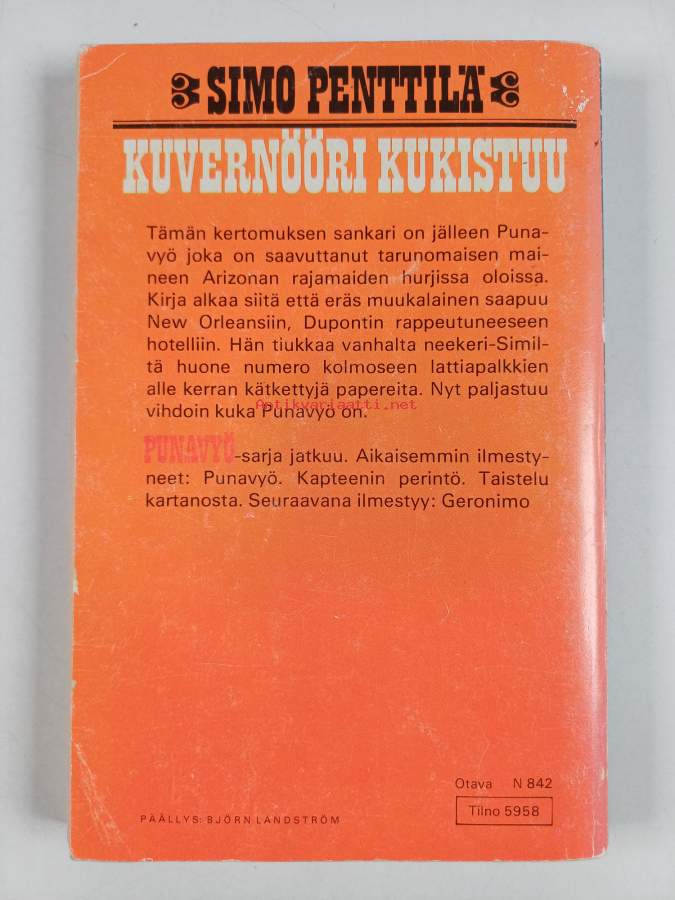 SIMO PENTTILÄ
KUVERNÖÖRI KUKISTUU
Tämän kertomuksen sankari on jälleen Puna-
vyö joka on saavuttanut tarunomaisen mai-
neen Arizonan rajamaiden hurjissa oloissa.
Kirja alkaa siitä että eräs muukalainen saapuu
New Orleansiin, Dupontin rappeutuneeseen
hotelliin. Hän tiukkaa vanhalta neekeri-Simil-
tä huone numero kolmoseen lattiapalkkien
alle kerran kätkettyjä papereita. Nyt paljastuu
Antikvariaatti.net
vihdoin kuka Punavyö on.
PUNAVYÖ-sarja jatkuu. Aikaisemmin ilmesty-
neet: Punavyö. Kapteenin perintö. Taistelu
kartanosta. Seuraavana ilmestyy: Geronimo
Otava N 842
Tilno 5958
PÄÄLLYS: BJÖRN LANDSTRÖM